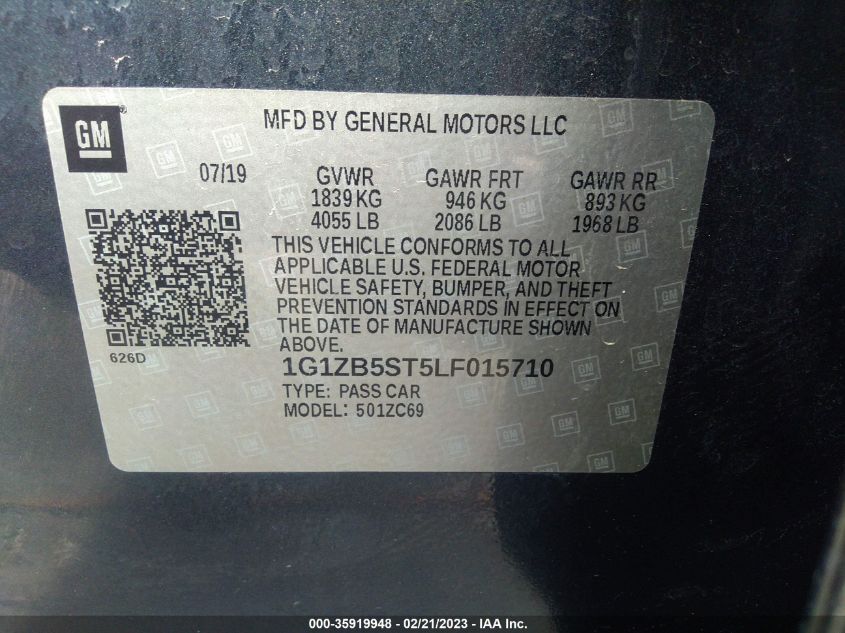 GM
MFD BY GENERAL MOTORS LLC
07/19 GVWR GAWR FRT GAWR RR
1839 KG 946 KG 893 KG
4055 LB 2086 LB 1968 LB
THIS VEHICLE CONFORMS TO ALL
APPLICABLE U.S. FEDERAL MOTOR
VEHICLE SAFETY, BUMPER, AND THEFT
PREVENTION STANDARDS IN EFFECT ON
THE DATE OF MANUFACTURE SHOWN
ABOVE.
626D
1G1ZB5ST5LF015710
TYPE: PASS CAR
MODEL: 501ZC69
000-35919948 - 02/21/2023 - IAA Inc.